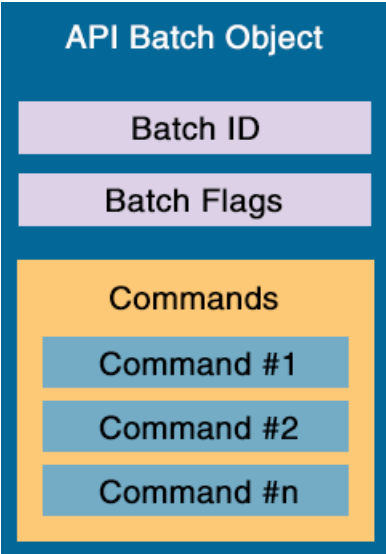 API Batch Object
Batch ID
Batch Flags
Commands
Command #1
Command #2
Command #n